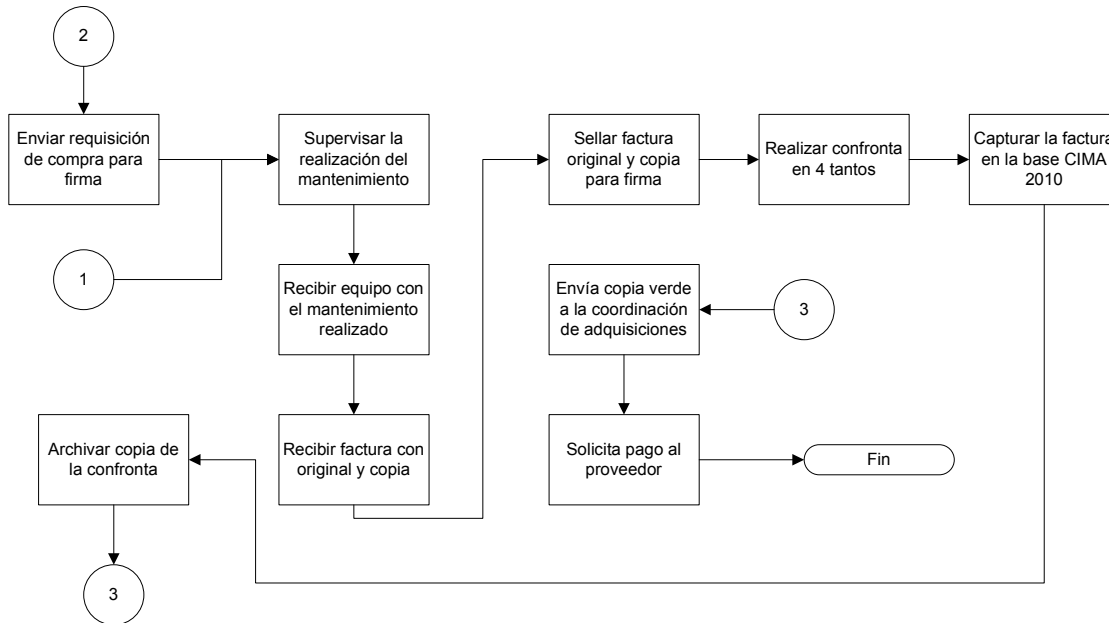 2
Enviar requisición
de compra para
firma
Supervisar la
realización del
mantenimiento
Sellar factura
original y copia
para firma
Realizar confronta
en 4 tantos
Capturar la factura
en la base CIMA
2010
1
Recibir equipo con
el mantenimiento
realizado
Envía copia verde
a la coordinación
de adquisiciones
3
Archivar copia de
la confronta
Recibir factura con
original y copia
Solicita pago al
proveedor
Fin
3